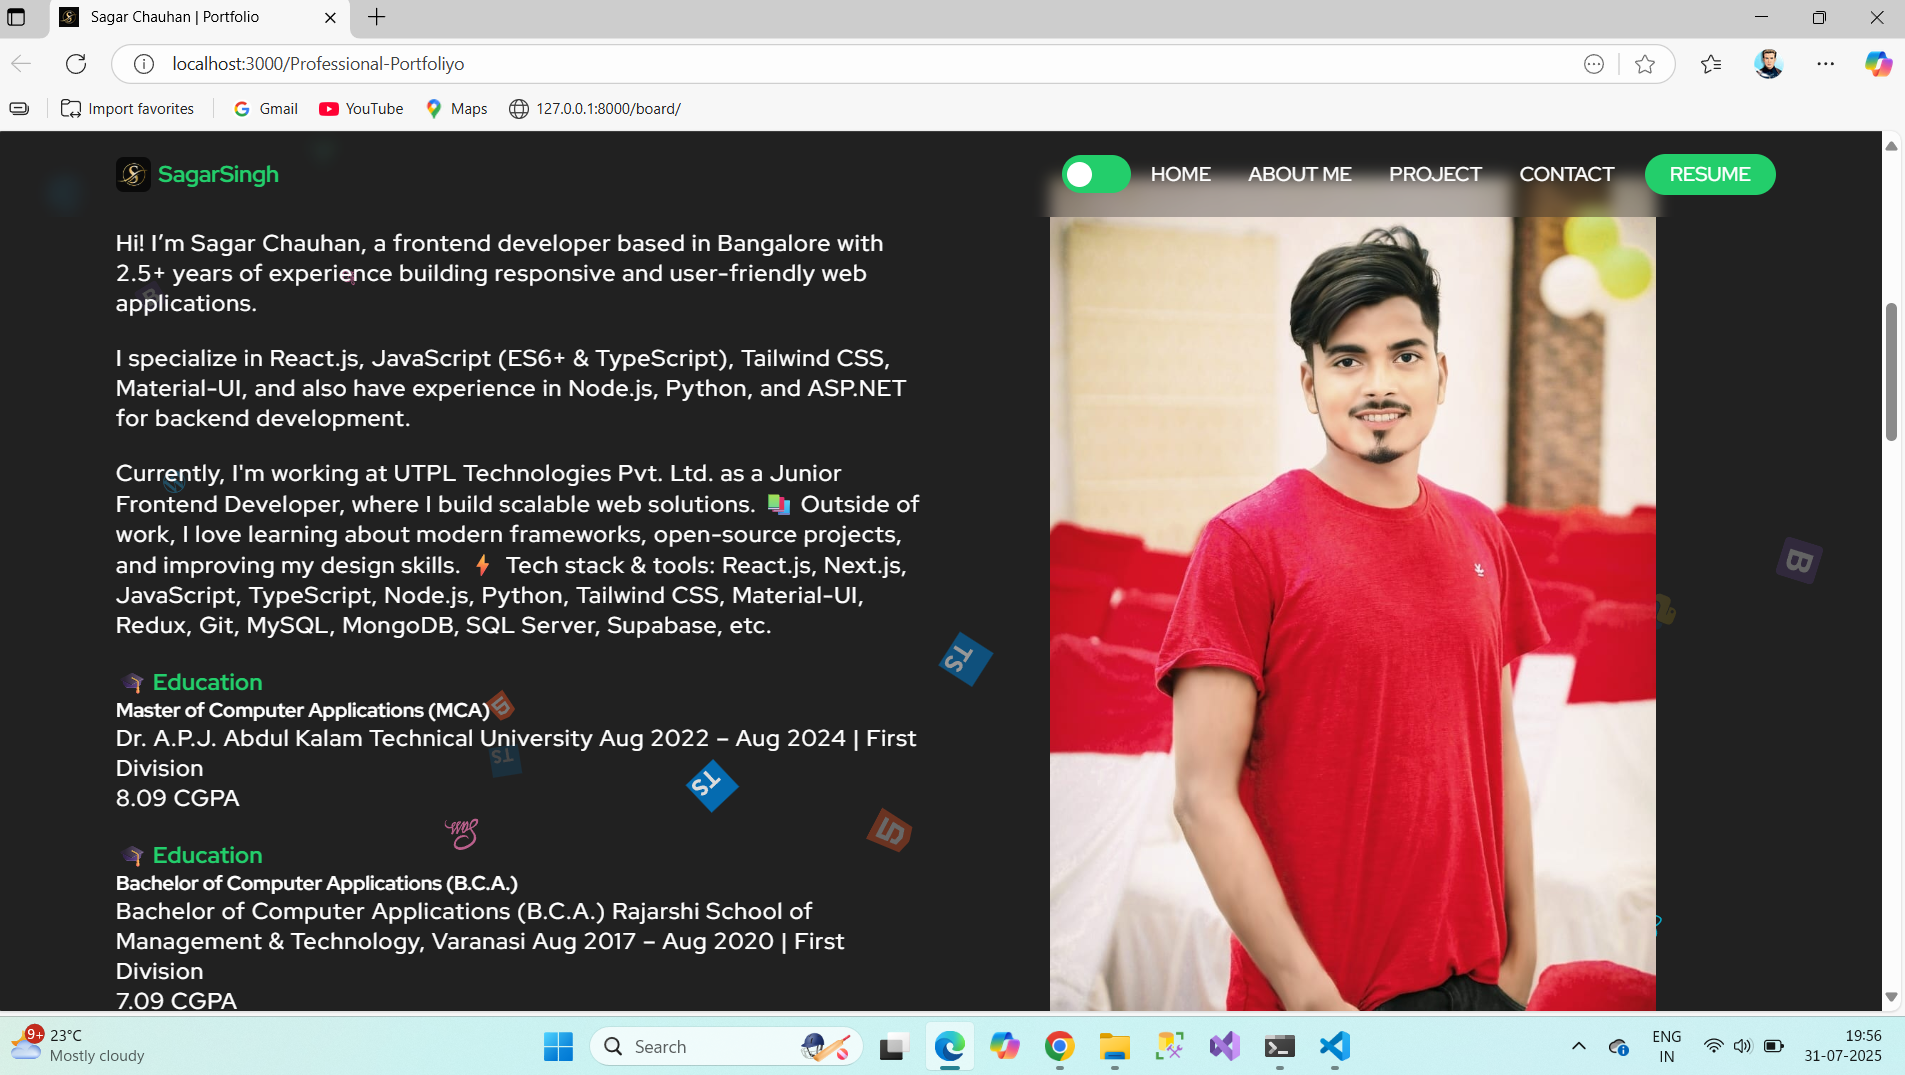 Sagar Chauhan | Portfolio
localhost:3000/Professional-Portfoliyo
Import favorites
Gmail
YouTube
Maps
127.0.0.1:8000/board/
SagarSingh
HOME
ABOUT ME
PROJECT
CONTACT
RESUME
Hi! I’m Sagar Chauhan, a frontend developer based in Bangalore with
2.5+ years of experience building responsive and user-friendly web
applications.
I specialize in React.js, JavaScript (ES6+ & TypeScript), Tailwind CSS,
Material-UI, and also have experience in Node.js, Python, and ASP.NET
for backend development.
Currently, I'm working at UTPL Technologies Pvt. Ltd. as a Junior
Frontend Developer, where I build scalable web solutions. 📚 Outside of
work, I love learning about modern frameworks, open-source projects,
and improving my design skills. ⚡ Tech stack & tools: React.js, Next.js,
JavaScript, TypeScript, Node.js, Python, Tailwind CSS, Material-UI,
Redux, Git, MySQL, MongoDB, SQL Server, Supabase, etc.
🎓 Education
Master of Computer Applications (MCA)
Dr. A.P.J. Abdul Kalam Technical University Aug 2022 – Aug 2024 | First
Division
8.09 CGPA
🎓 Education
Bachelor of Computer Applications (B.C.A.)
Bachelor of Computer Applications (B.C.A.) Rajarshi School of
Management & Technology, Varanasi Aug 2017 – Aug 2020 | First
Division
7.09 CGPA
TS
TS
TS
5
5
B
9+
23°C
Mostly cloudy
Search
ENG
IN
19:56
31-07-2025